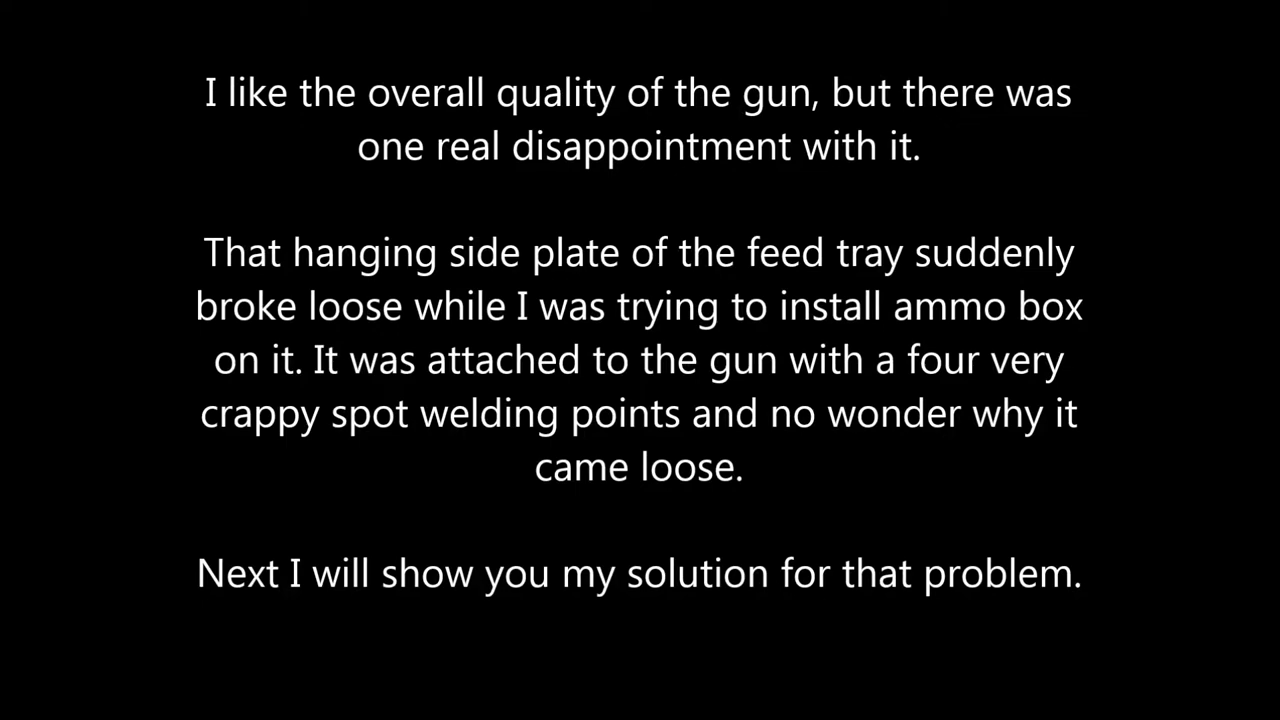 I like the overall quality of the gun, but there was
one real disappointment with it.
That hanging side plate of the feed tray suddenly
broke loose while I was trying to install ammo box
on it. It was attached to the gun with a four very
crappy spot welding points and no wonder why it
came loose.
Next I will show you my solution for that problem.